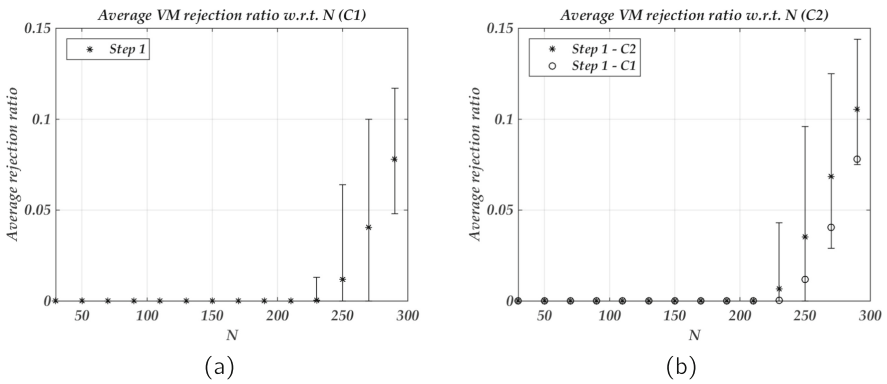 Average VM rejection ratio w.r.t. N (C1)
0.15
0.1
0.05
0
Average rejection ratio
Step 1
50 100 150 200 250 300
N
(a)
Average VM rejection ratio w.r.t. N (C2)
0.15
0.1
0.05
0
Average rejection ratio
Step 1 - C2
Step 1 - C1
50 100 150 200 250 300
N
(b)